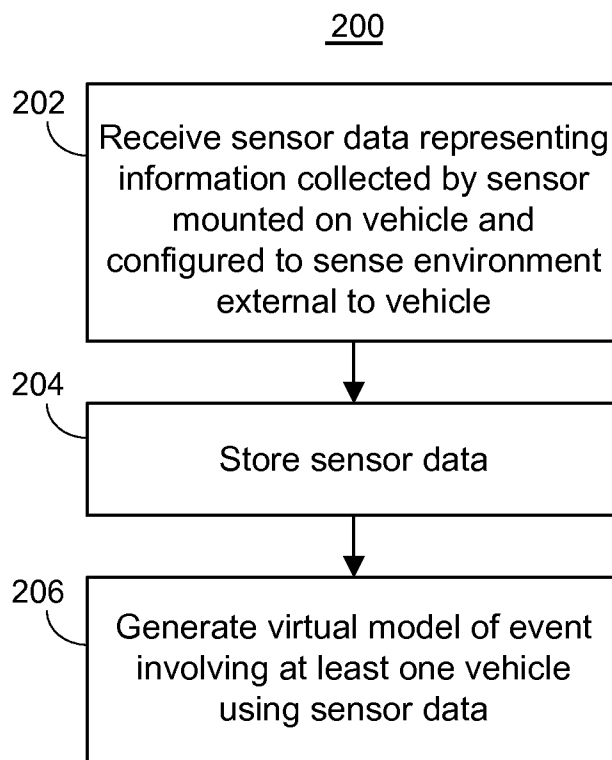 200
202
Receive sensor data representing
information collected by sensor
mounted on vehicle and
configured to sense environment
external to vehicle
204
Store sensor data
206
Generate virtual model of event
involving at least one vehicle
using sensor data